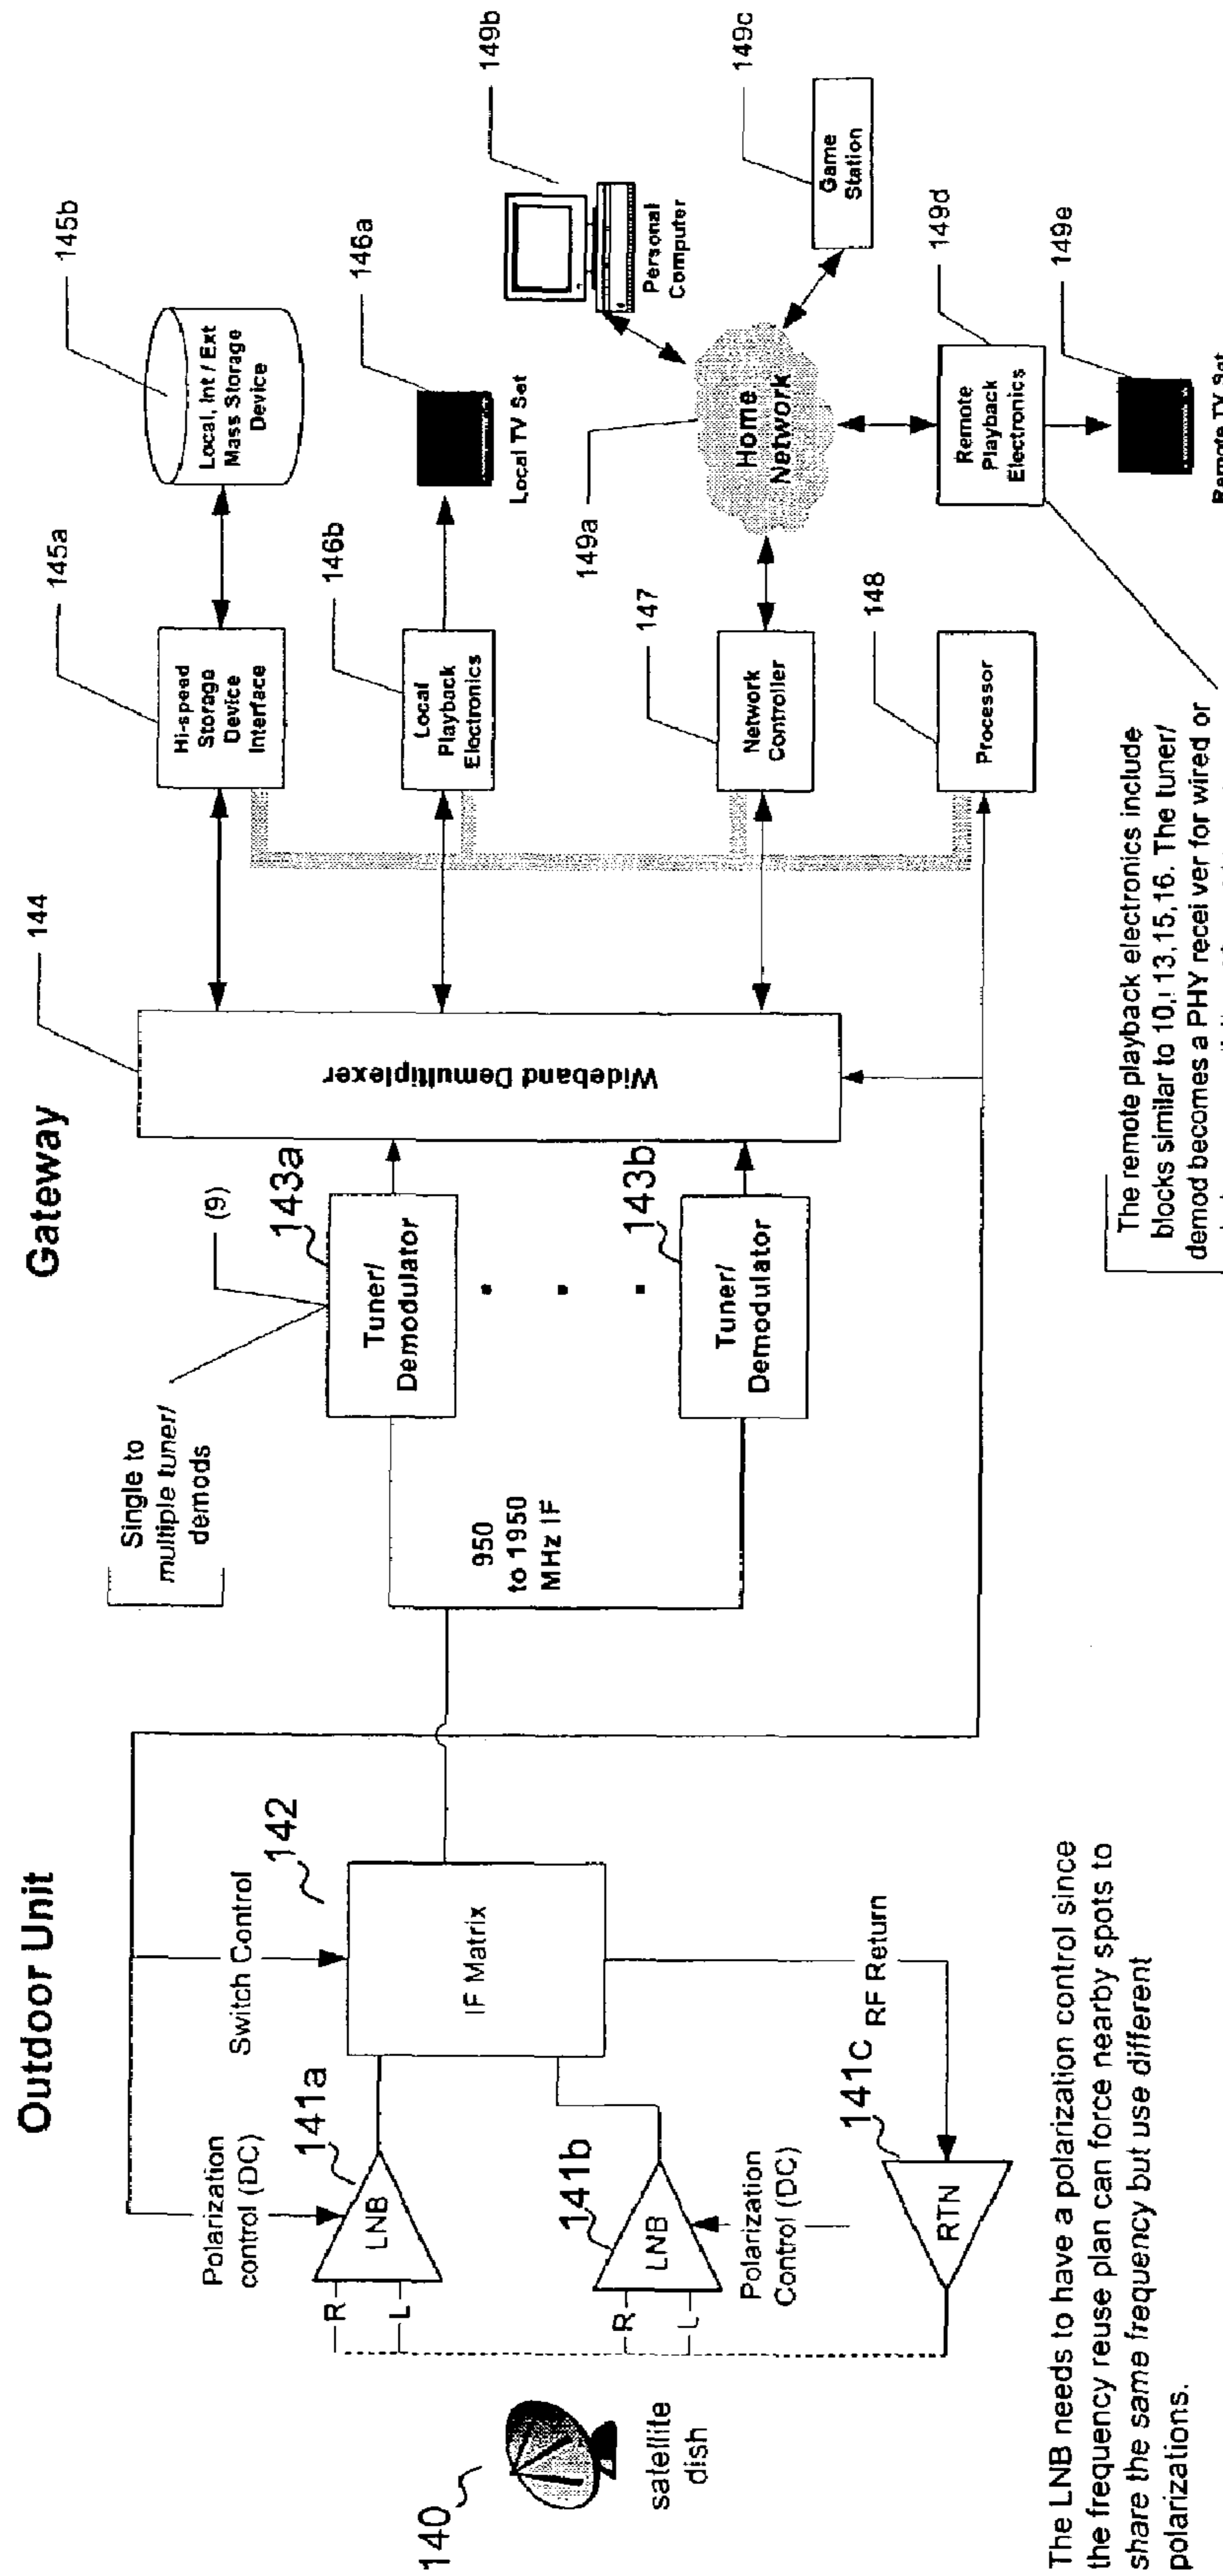 Outdoor Unit
Gateway
140
satellite
dish
Polarization
control (DC)
141a
LNB
R
L
141b
LNB
R
L
Polarization
Control (DC)
141c
RTN
RF Return
Switch Control
142
IF Matrix
950
to 1950
MHz IF
Single to
multiple tuner/
demods
(9)
143a
Tuner/
Demodulator
143b
Tuner/
Demodulator
144
Wideband Demultiplexer
145a
Hi-speed
Storage
Device
Interface
145b
Local, Int / Ext
Mass Storage
Device
146b
Local
Playback
Electronics
146a
Local TV Set
147
Network
Controller
148
Processor
149a
Home
Network
149b
Personal
Computer
149c
Game
Station
149d
Remote
Playback
Electronics
149e
Remote TV Set
The LNB needs to have a polarization control since
the frequency reuse plan can force nearby spots to
share the same frequency but use different
polarizations.
The remote playback electronics include
blocks similar to 10, 13, 15, 16. The tuner/
demod becomes a PHY receiver for wired or